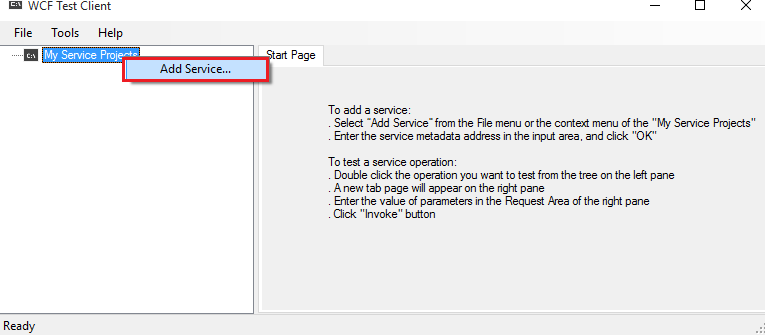 WCF Test Client
File Tools Help
My Service Projects
Add Service...
Start Page
To add a service:
. Select "Add Service" from the File menu or the context menu of the "My Service Projects"
. Enter the service metadata address in the input area, and click "OK"
To test a service operation:
. Double click the operation you want to test from the tree on the left pane
. A new tab page will appear on the right pane
. Enter the value of parameters in the Request Area of the right pane
. Click "Invoke" button
Ready